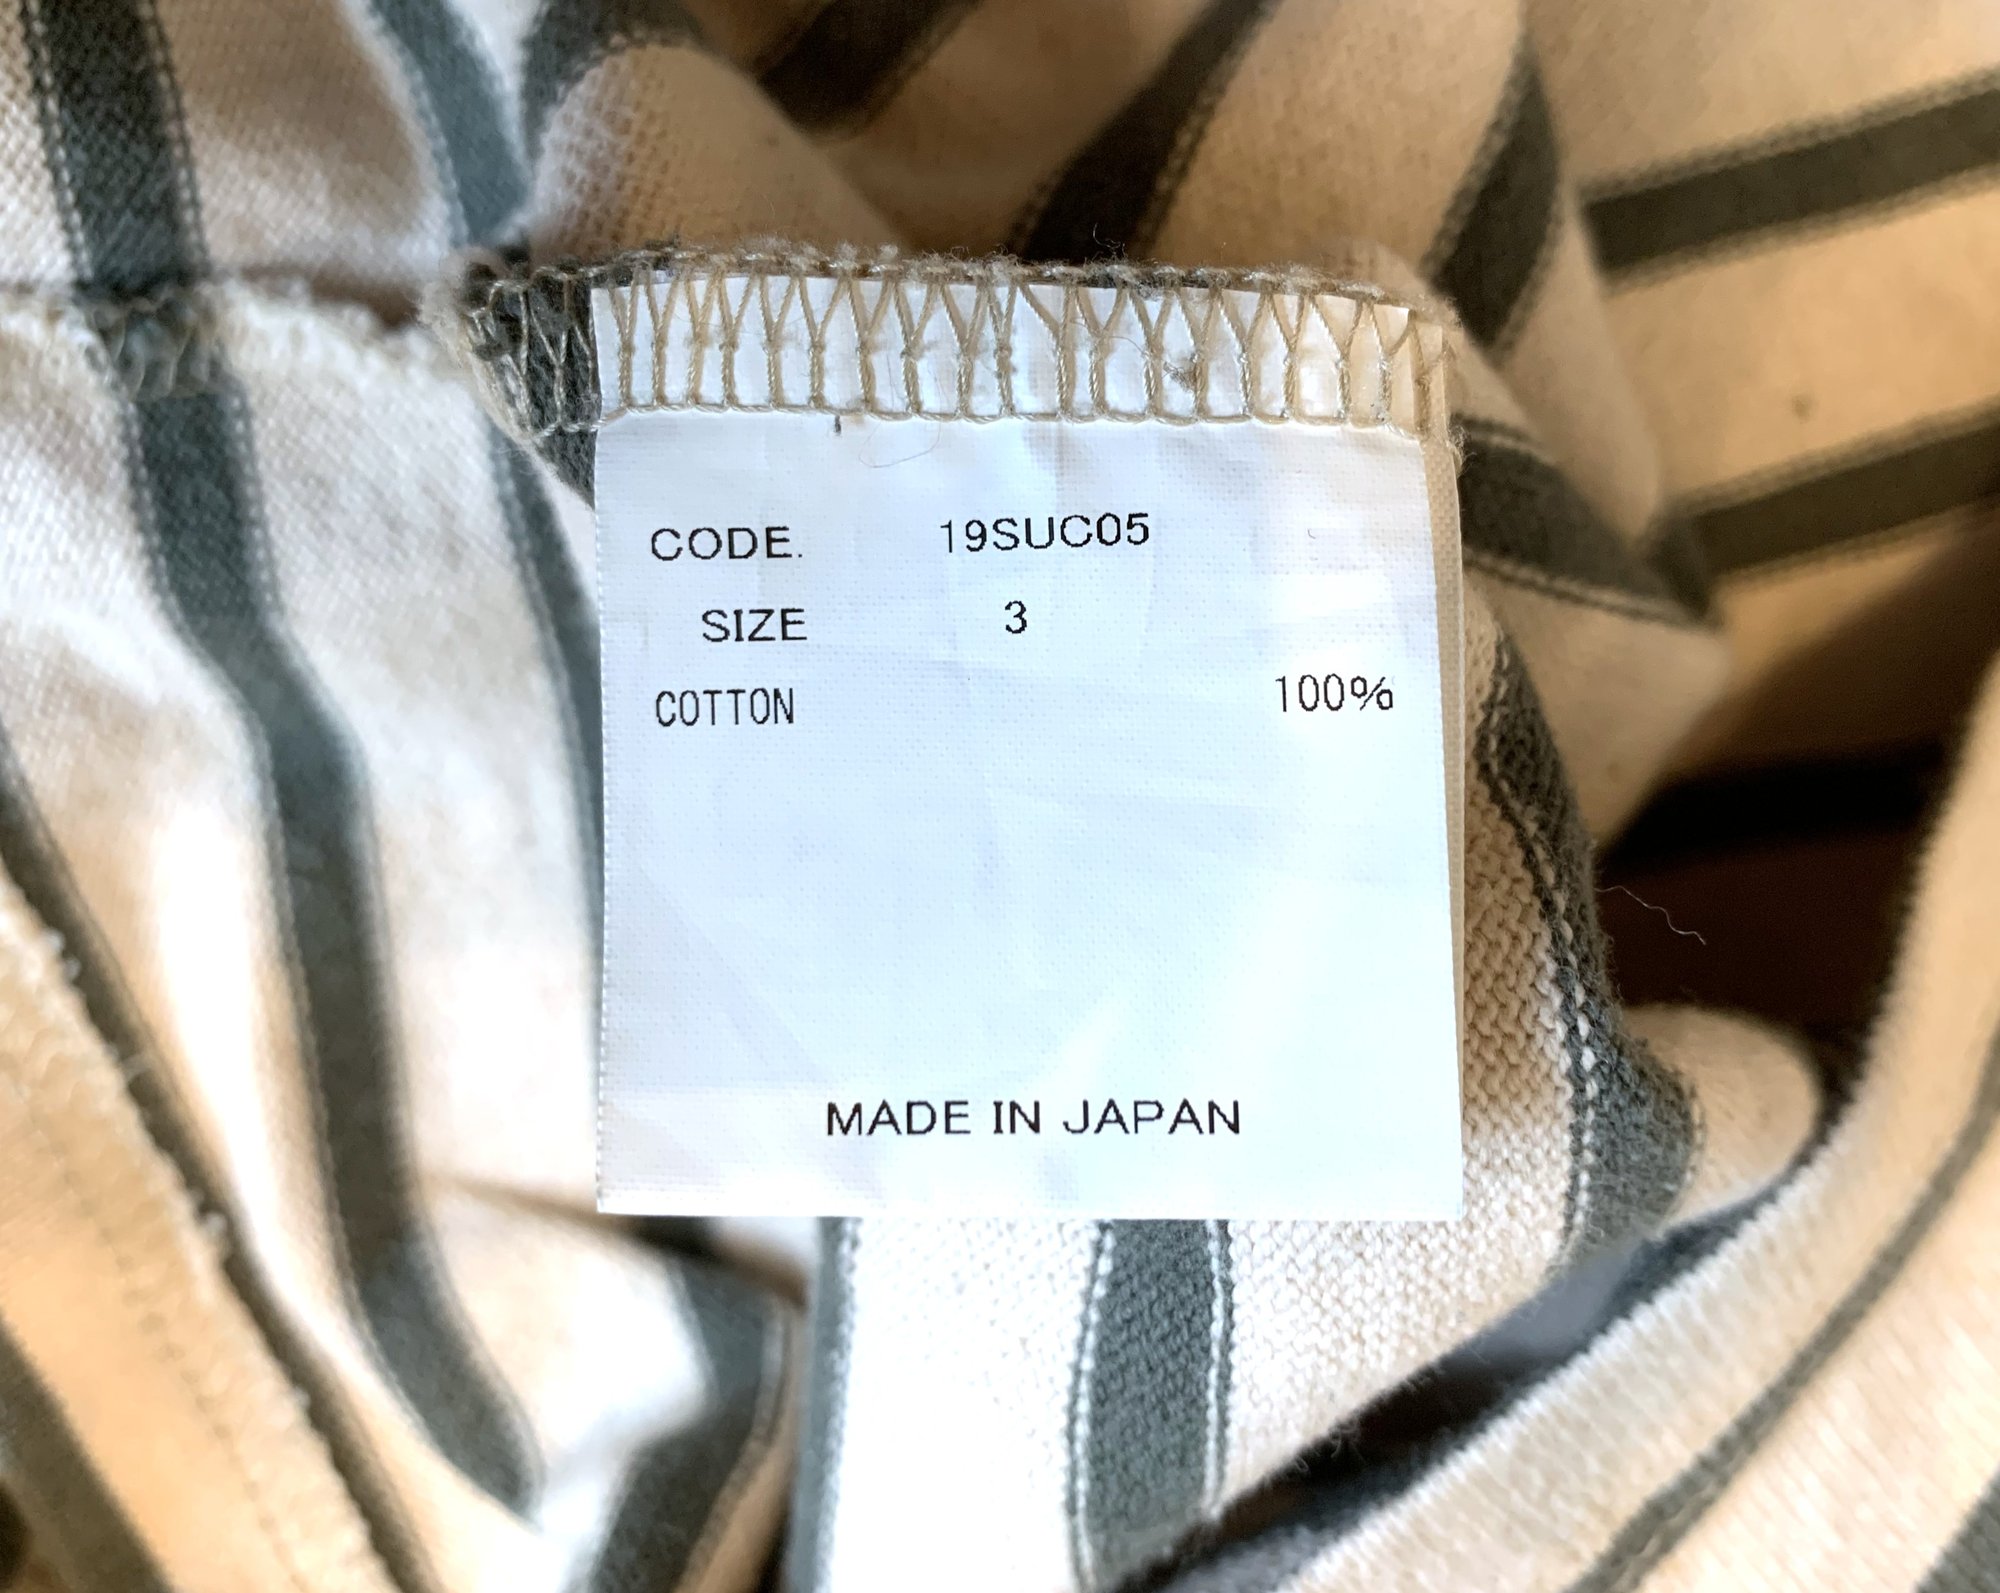 CODE. 19SUC05
SIZE 3
COTTON 100%
MADE IN JAPAN